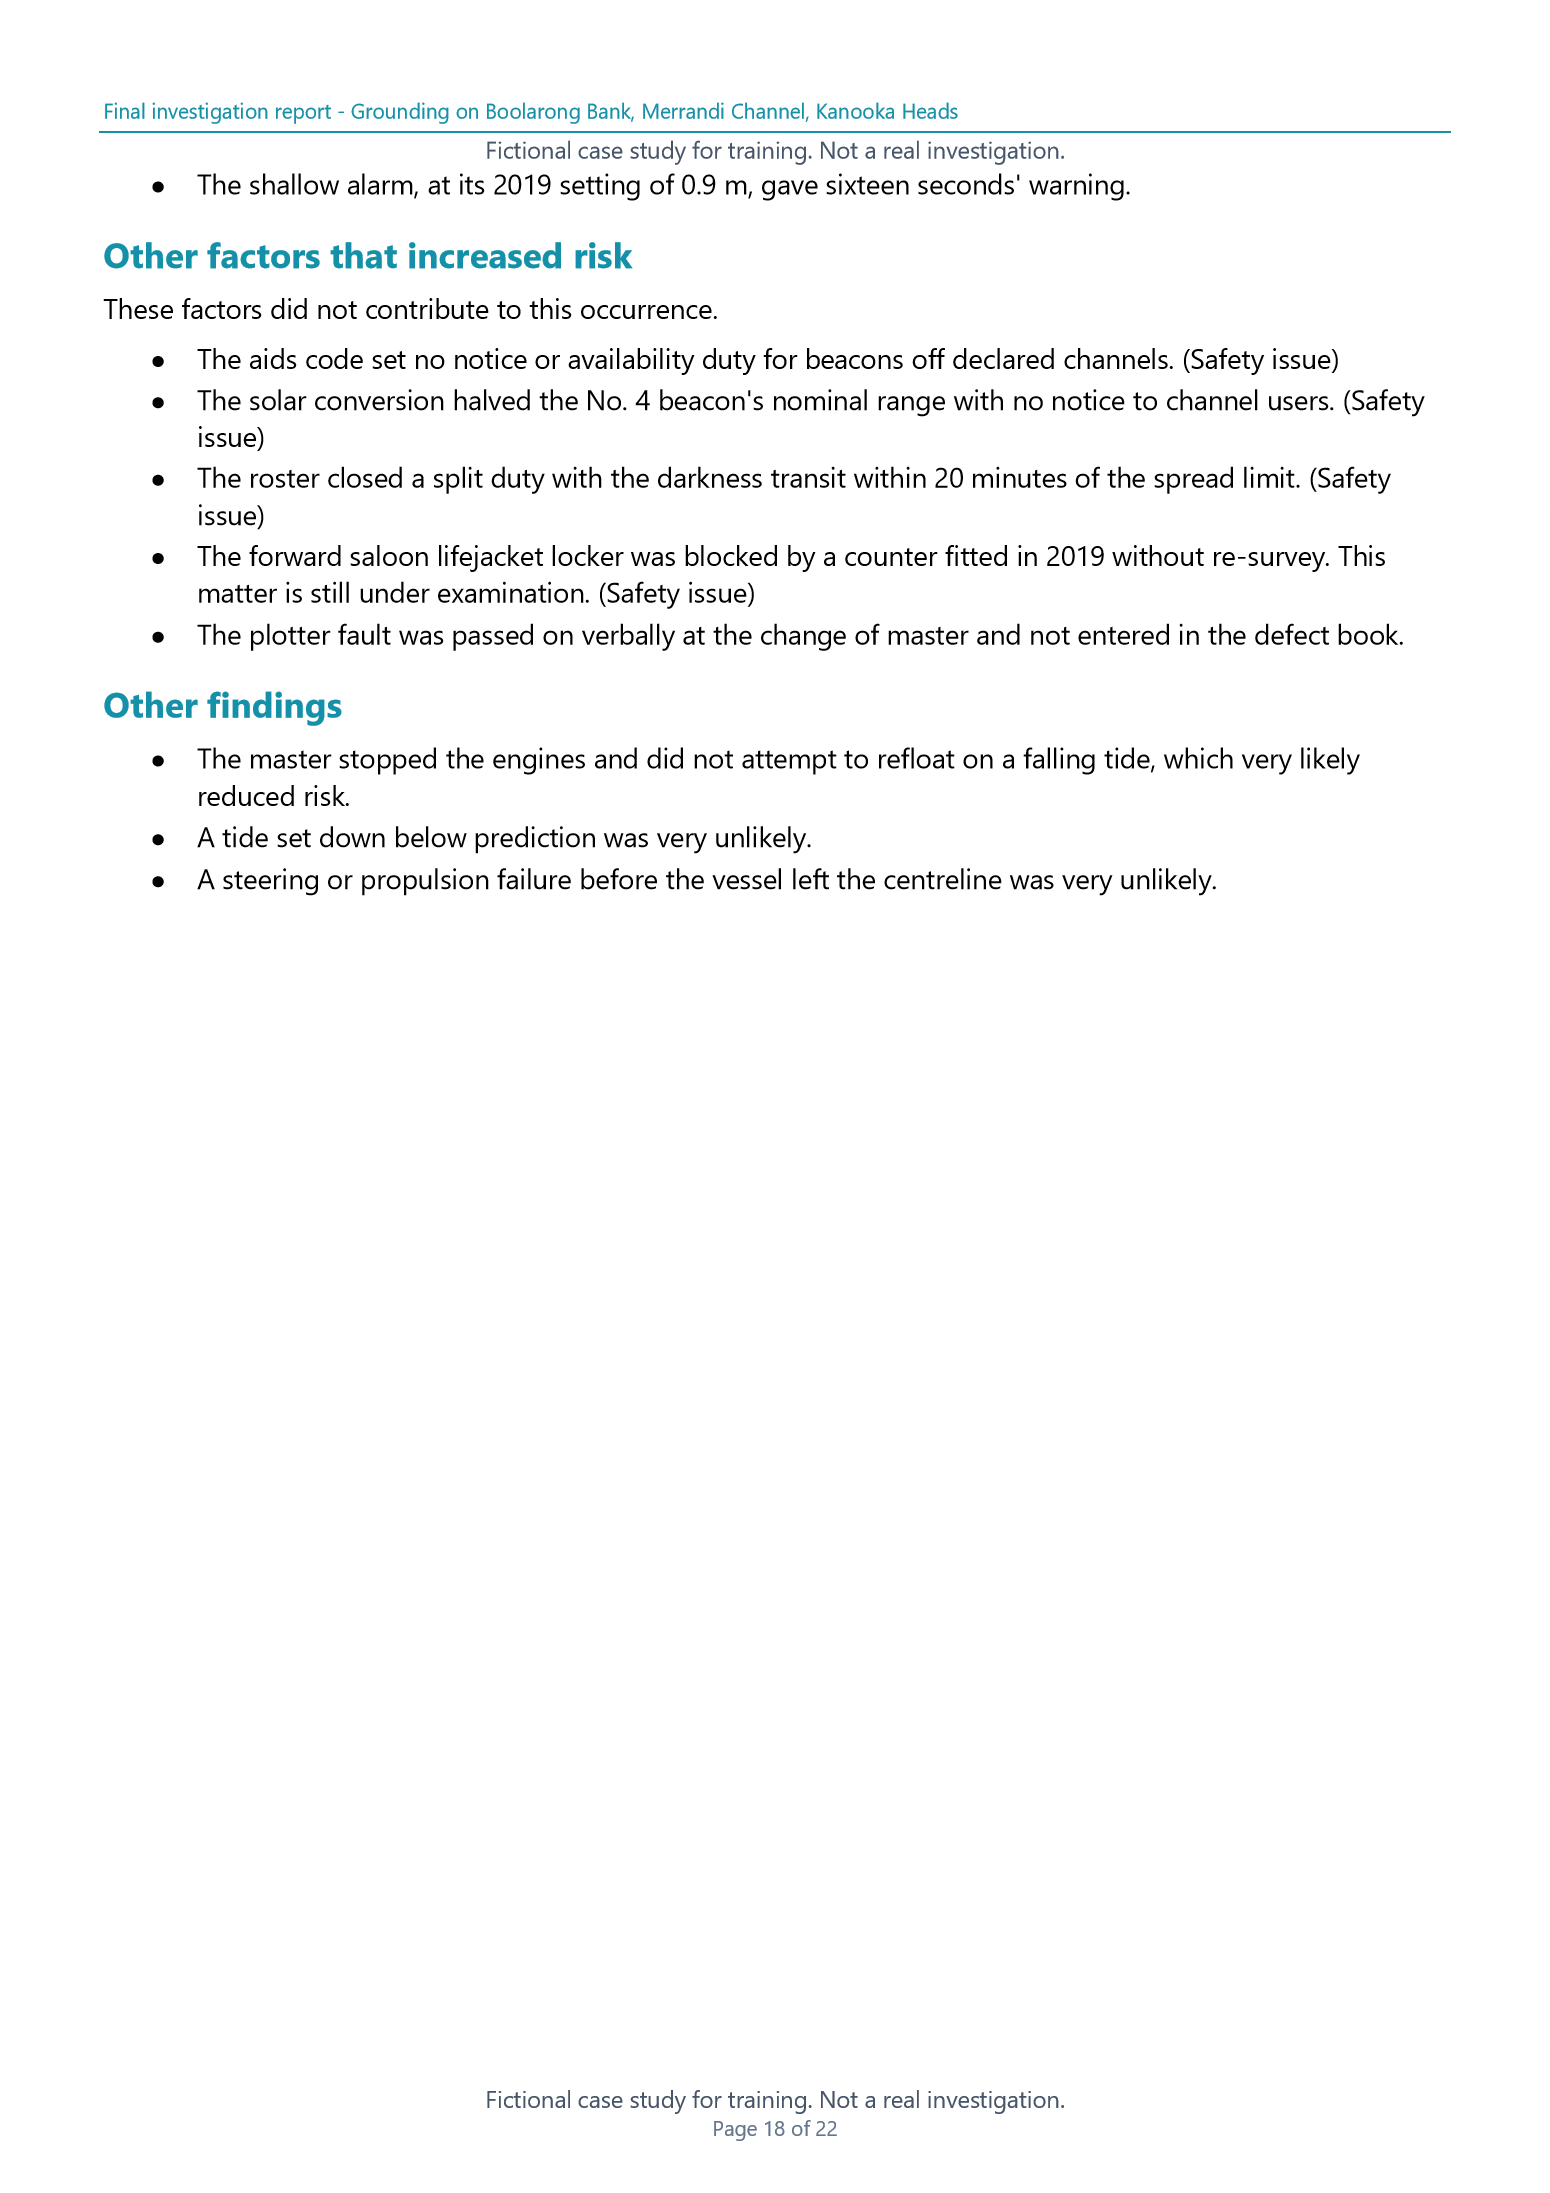 Final investigation report - Grounding on Boolarong Bank, Merrandi Channel, Kanooka Heads
Fictional case study for training. Not a real investigation.
● The shallow alarm, at its 2019 setting of 0.9 m, gave sixteen seconds' warning.
Other factors that increased risk
These factors did not contribute to this occurrence.
● The aids code set no notice or availability duty for beacons off declared channels. (Safety issue)
● The solar conversion halved the No. 4 beacon's nominal range with no notice to channel users. (Safety
issue)
● The roster closed a split duty with the darkness transit within 20 minutes of the spread limit. (Safety
issue)
● The forward saloon lifejacket locker was blocked by a counter fitted in 2019 without re-survey. This
matter is still under examination. (Safety issue)
● The plotter fault was passed on verbally at the change of master and not entered in the defect book.
Other findings
● The master stopped the engines and did not attempt to refloat on a falling tide, which very likely
reduced risk.
● A tide set down below prediction was very unlikely.
● A steering or propulsion failure before the vessel left the centreline was very unlikely.
Fictional case study for training. Not a real investigation.
Page 18 of 22